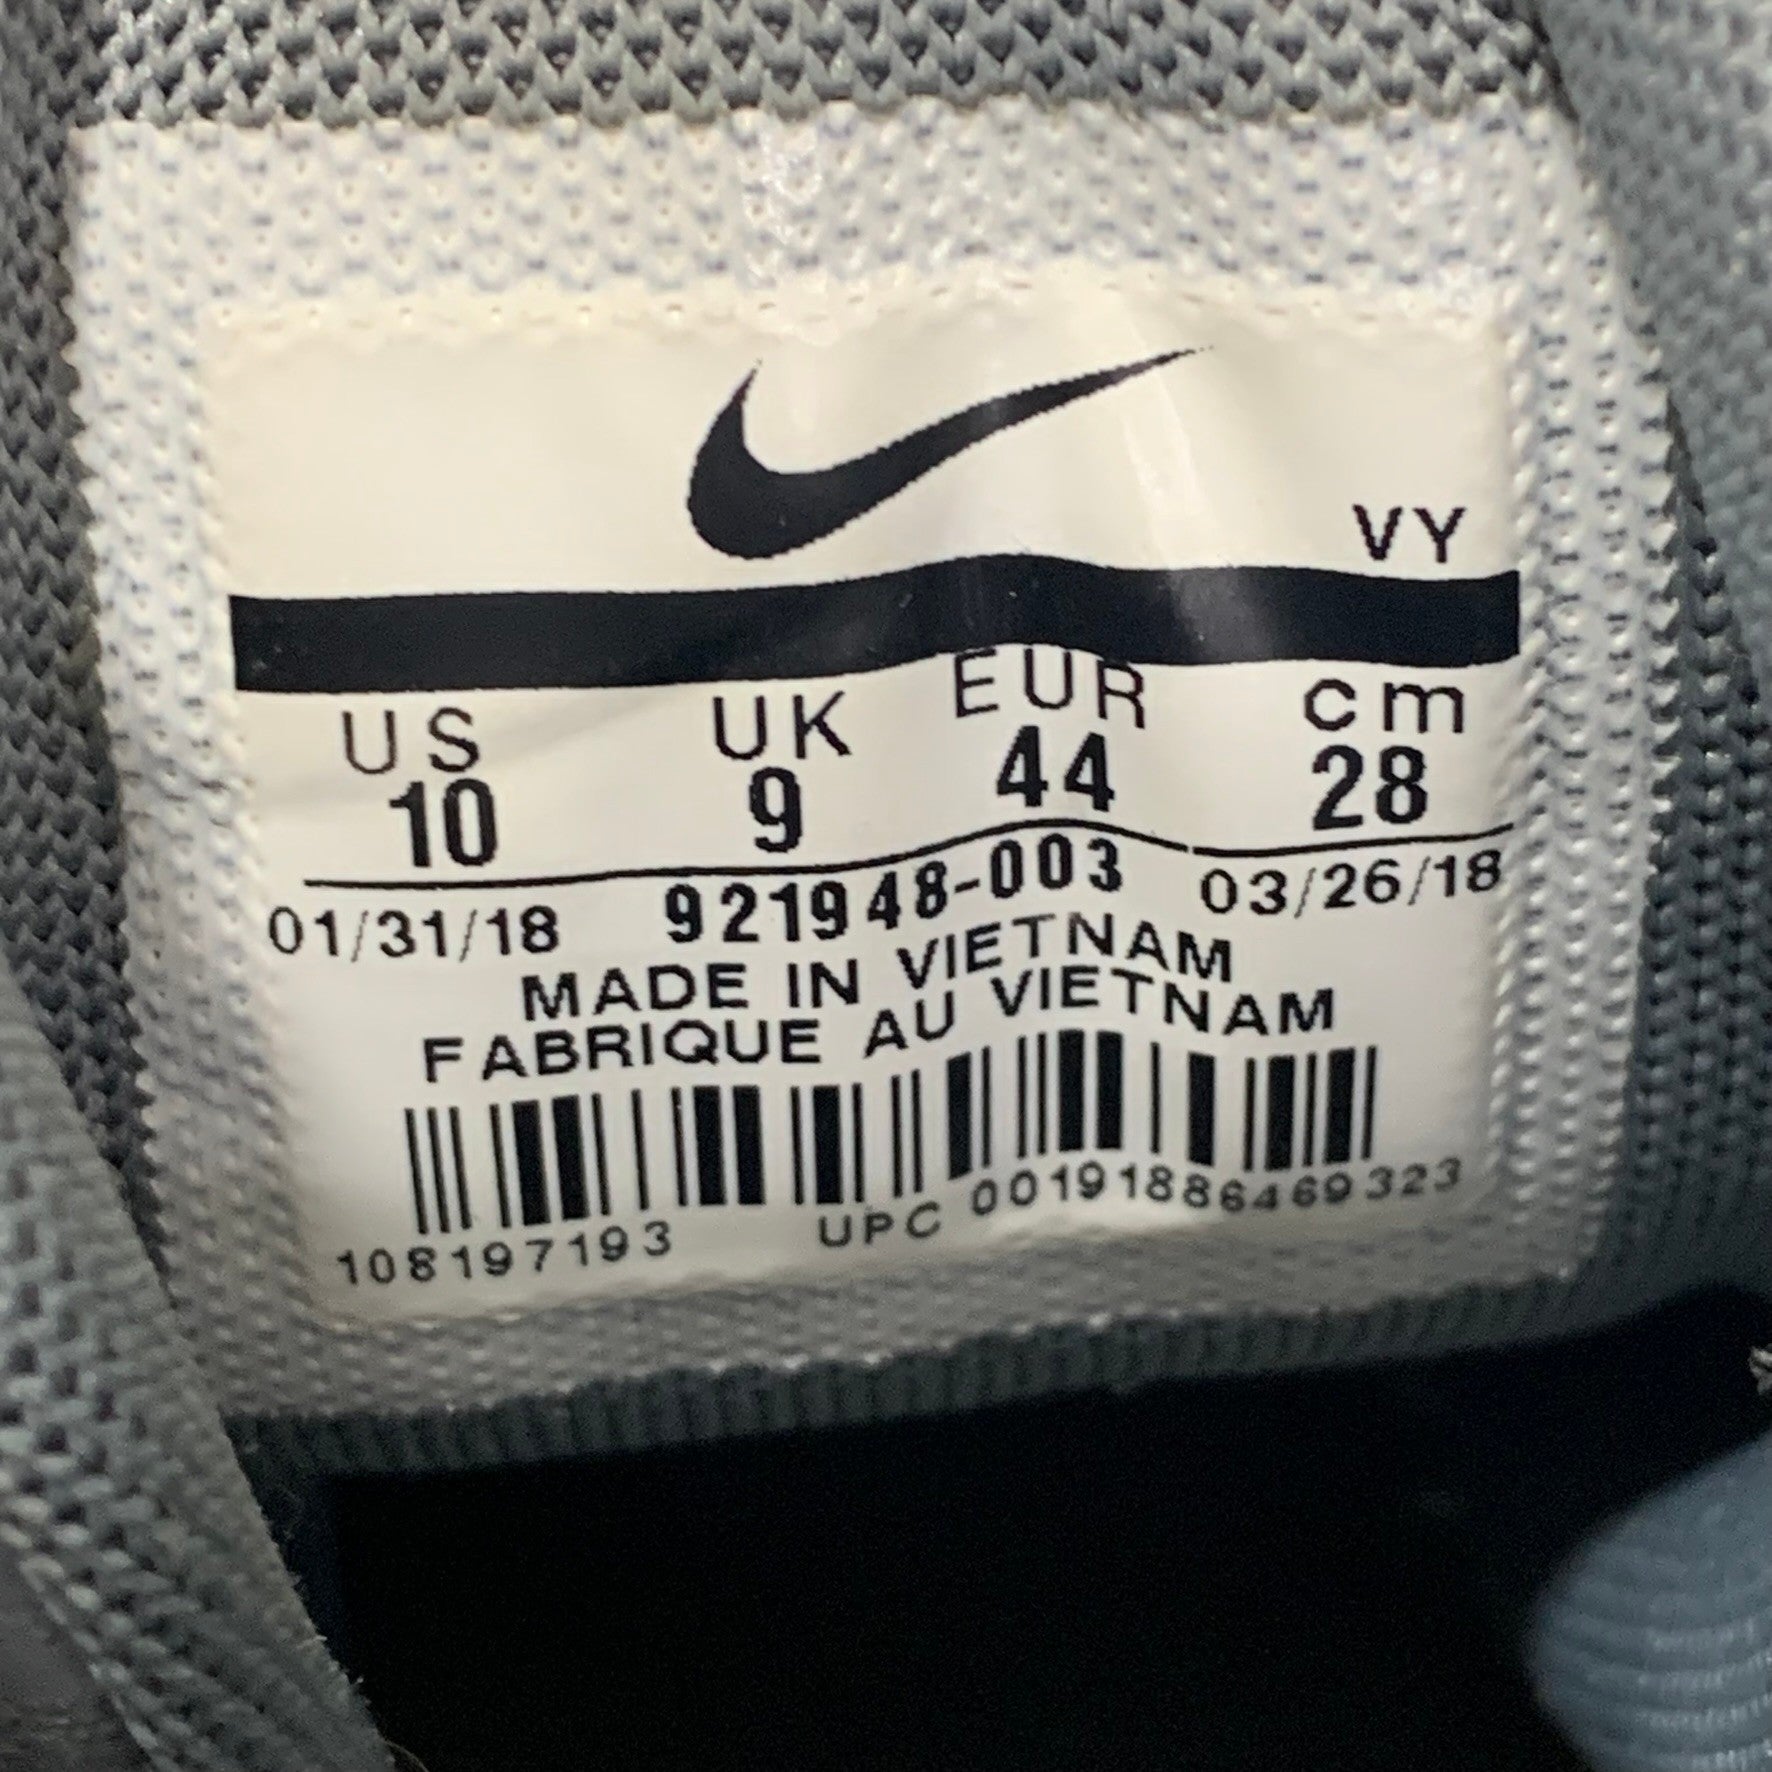 VY
US UK EUR cm
10 9 44 28
01/31/18 921948-003 03/26/18
MADE IN VIETNAM
FABRIQUE AU VIETNAM
108197193 UPC 00191886469323